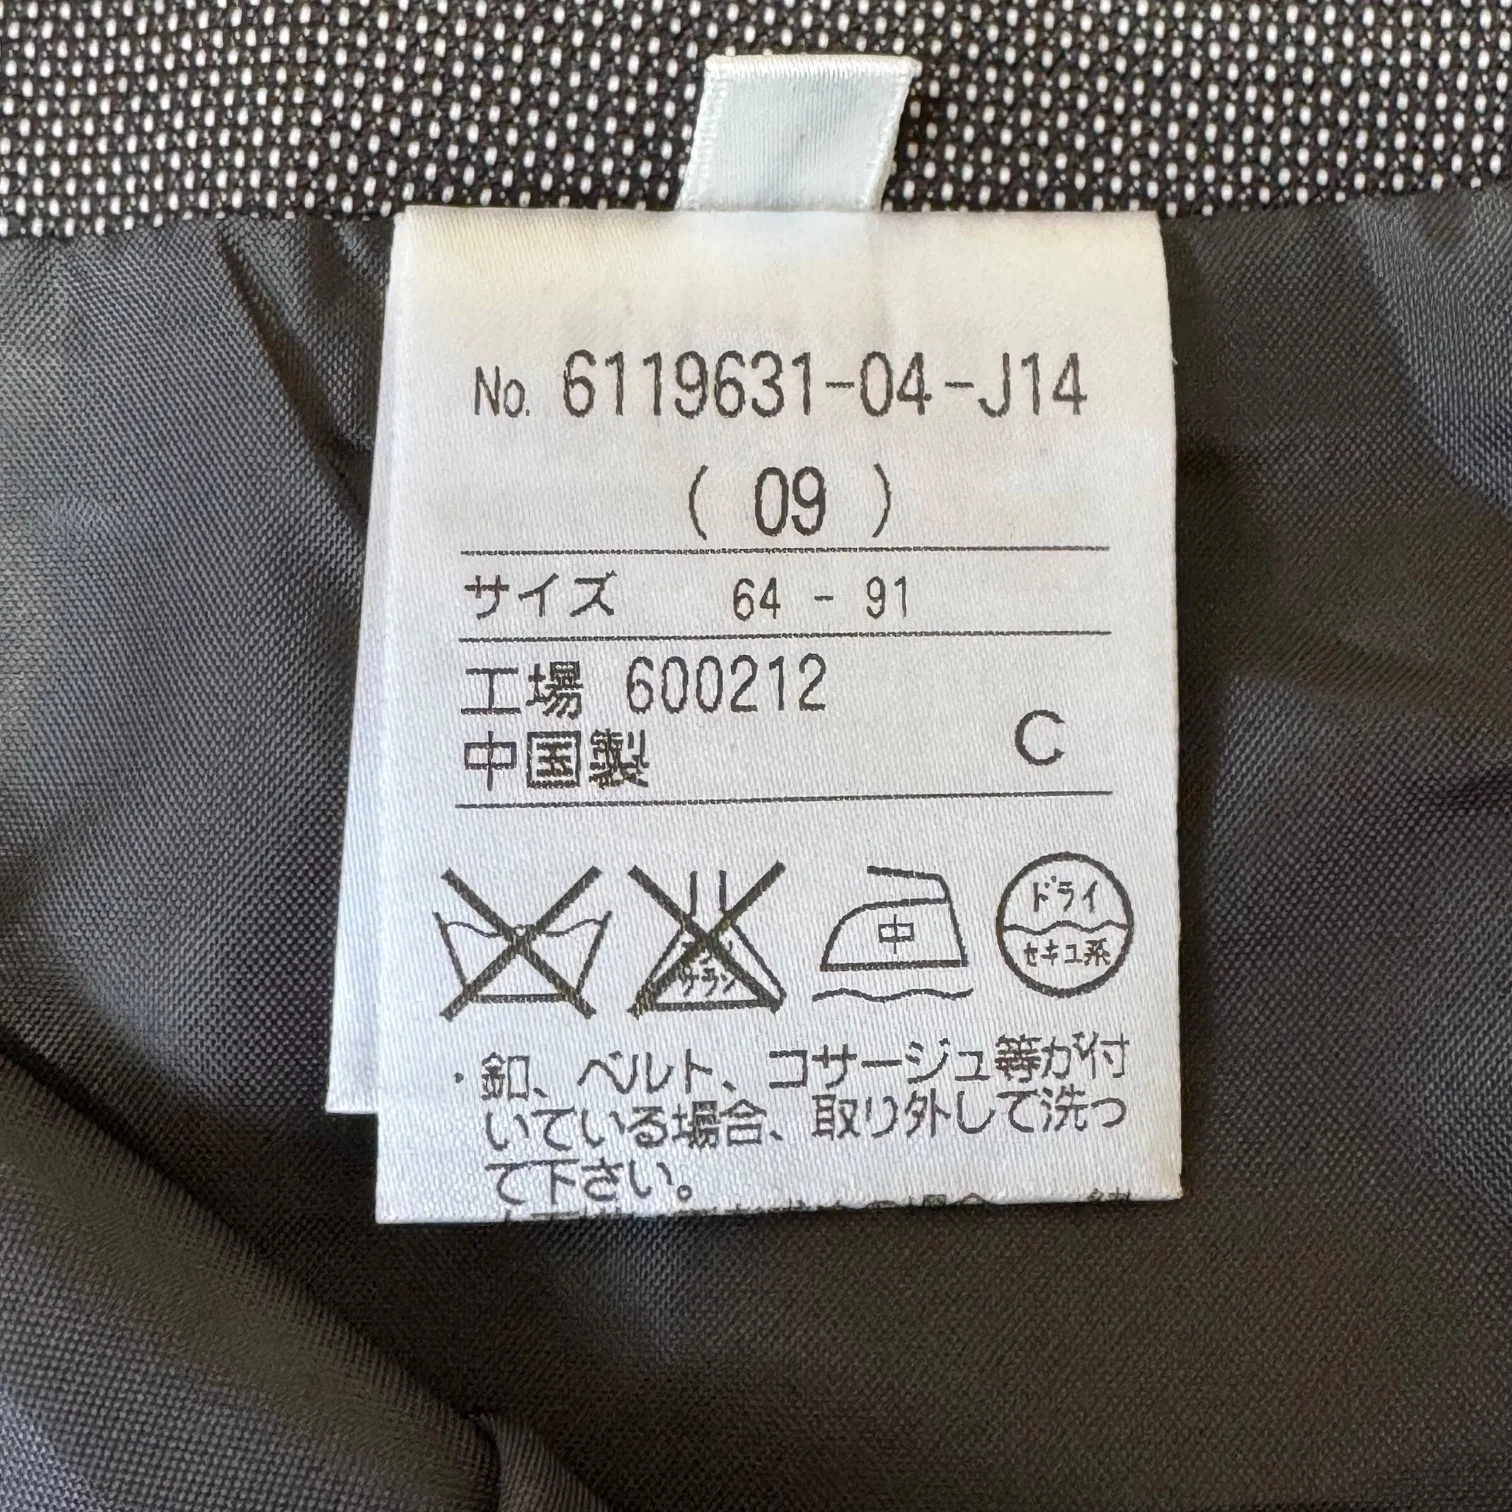 No. 6119631-04-J14
( 09 )
サイズ 64 - 91
工場 600212
中国製 C
中 ドライ
セキユ系
・釦、ベルト、コサージュ等が付
いている場合、取り外して洗っ
て下さい。